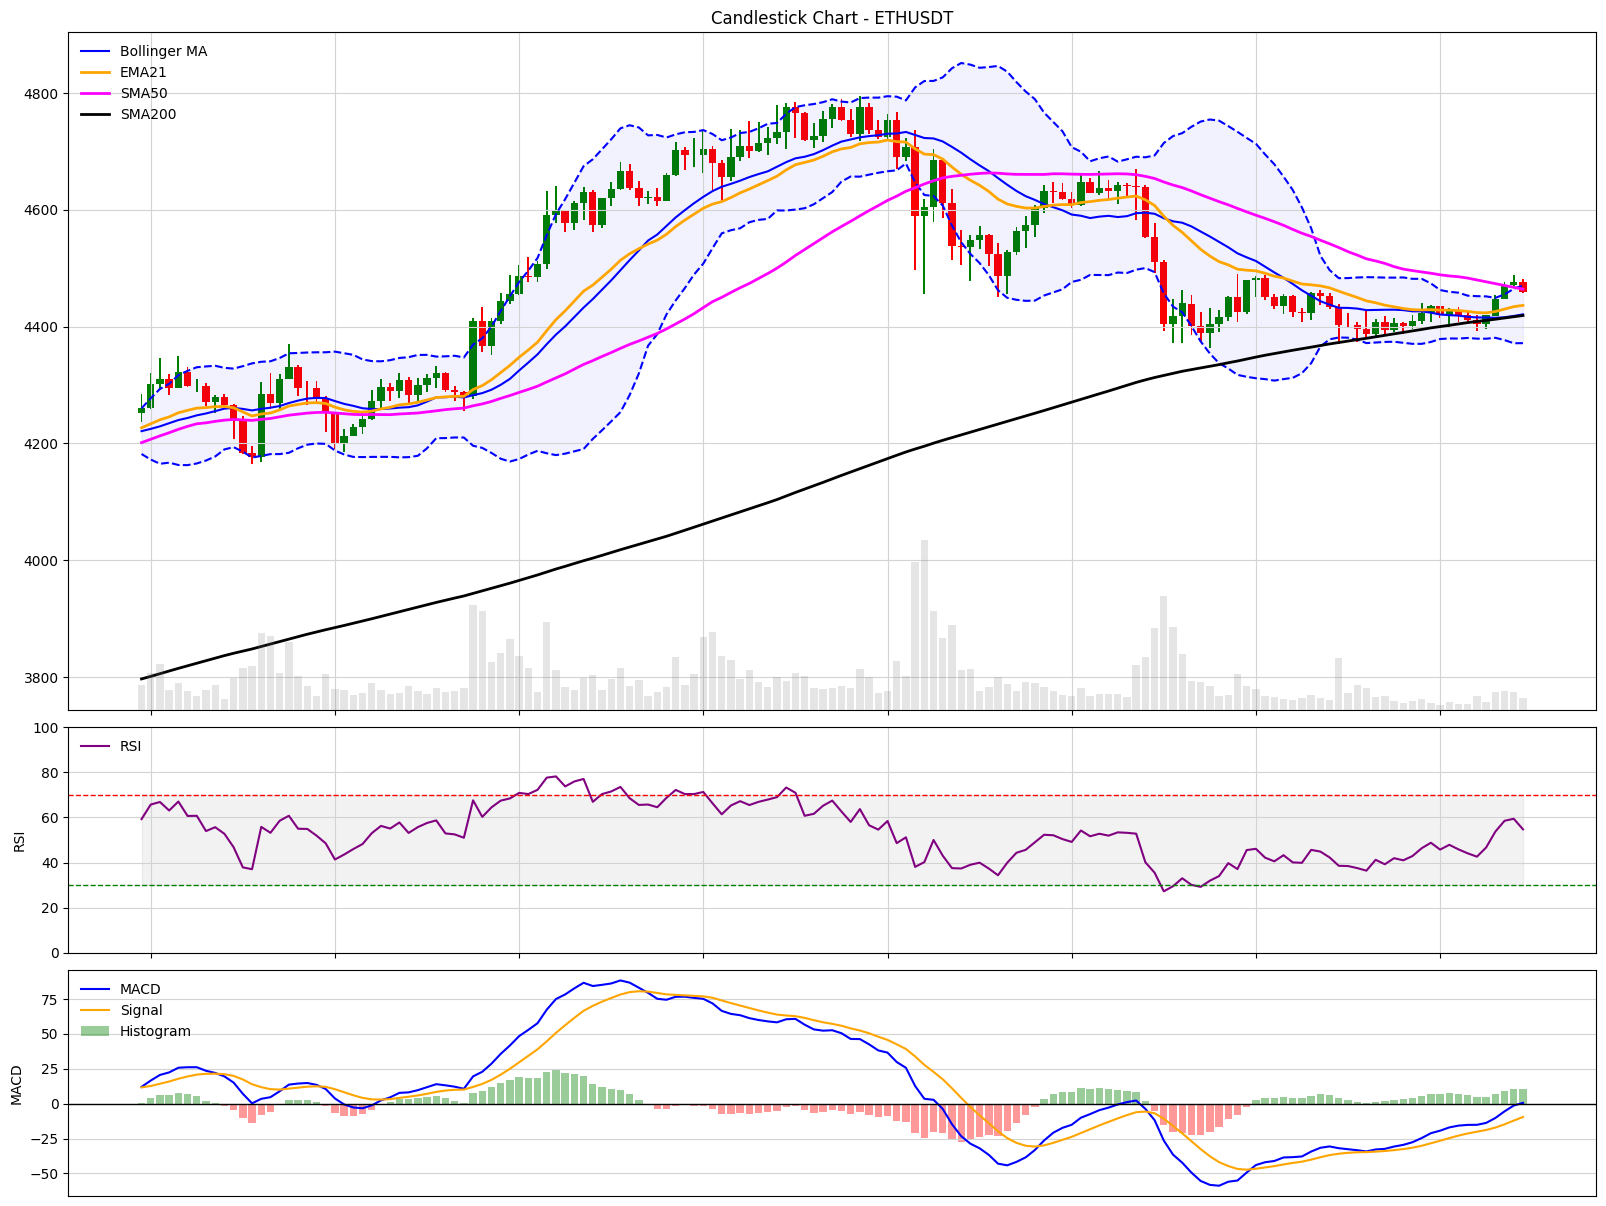 Candlestick Chart - ETHUSDT
Bollinger MA
EMA21
SMA50
SMA200
4800
4600
4400
4200
4000
3800
RSI
100
80
60
40
20
0
RSI
MACD
Signal
Histogram
75
50
25
0
−25
−50
MACD